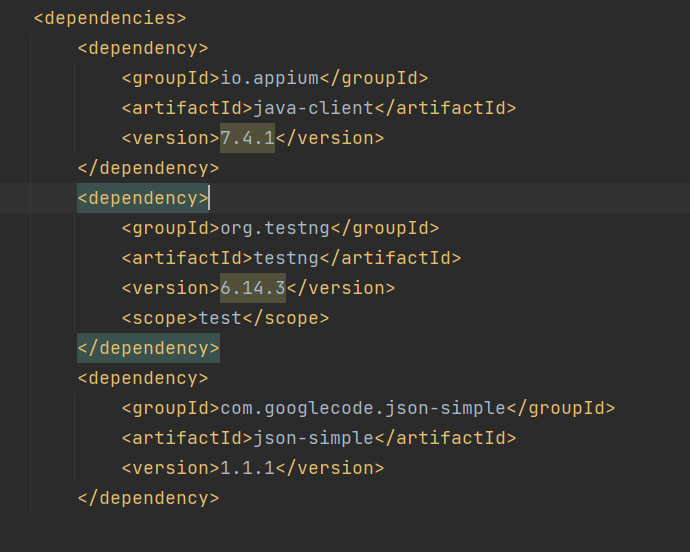 <dependencies>
<dependency>
<groupId>io.appium</groupId>
<artifactId>java-client</artifactId>
<version>7.4.1</version>
</dependency>
<dependency>
<groupId>org.testng</groupId>
<artifactId>testng</artifactId>
<version>6.14.3</version>
<scope>test</scope>
</dependency>
<dependency>
<groupId>com.googlecode.json-simple</groupId>
<artifactId>json-simple</artifactId>
<version>1.1.1</version>
</dependency>